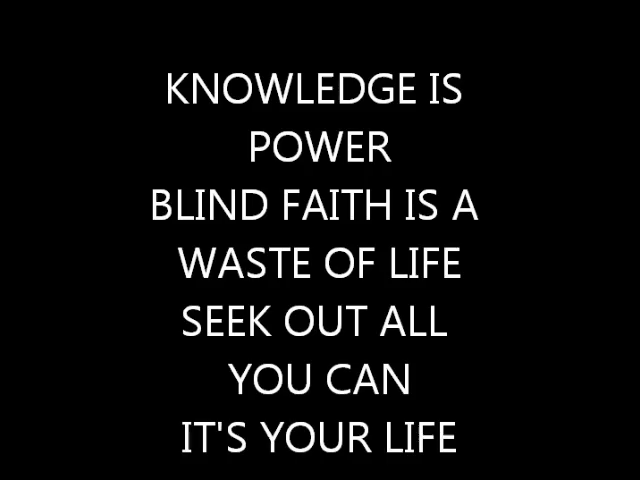 KNOWLEDGE IS
POWER
BLIND FAITH IS A
WASTE OF LIFE
SEEK OUT ALL
YOU CAN
IT'S YOUR LIFE